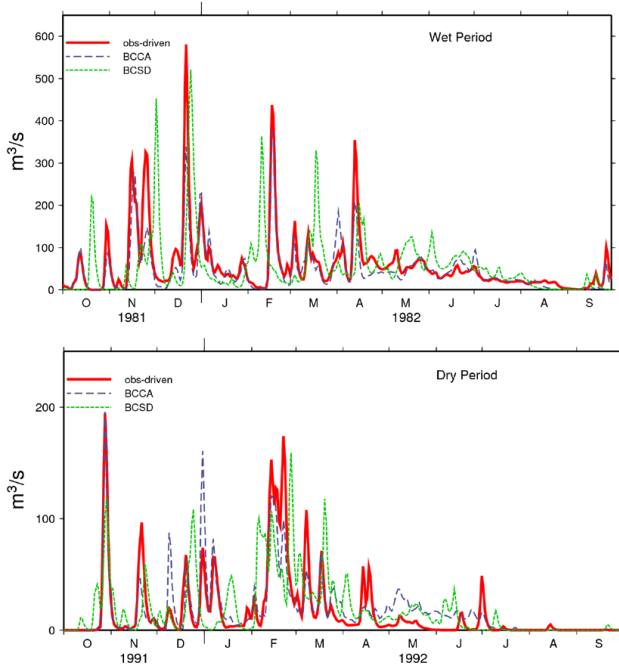 600
500
400
300
200
100
0
m³/s
obs-driven
BCCA
BCSD
Wet Period
O N D J F M A M J J A S
1981 1982
200
100
0
m³/s
obs-driven
BCCA
BCSD
Dry Period
O N D J F M A M J J A S
1991 1992